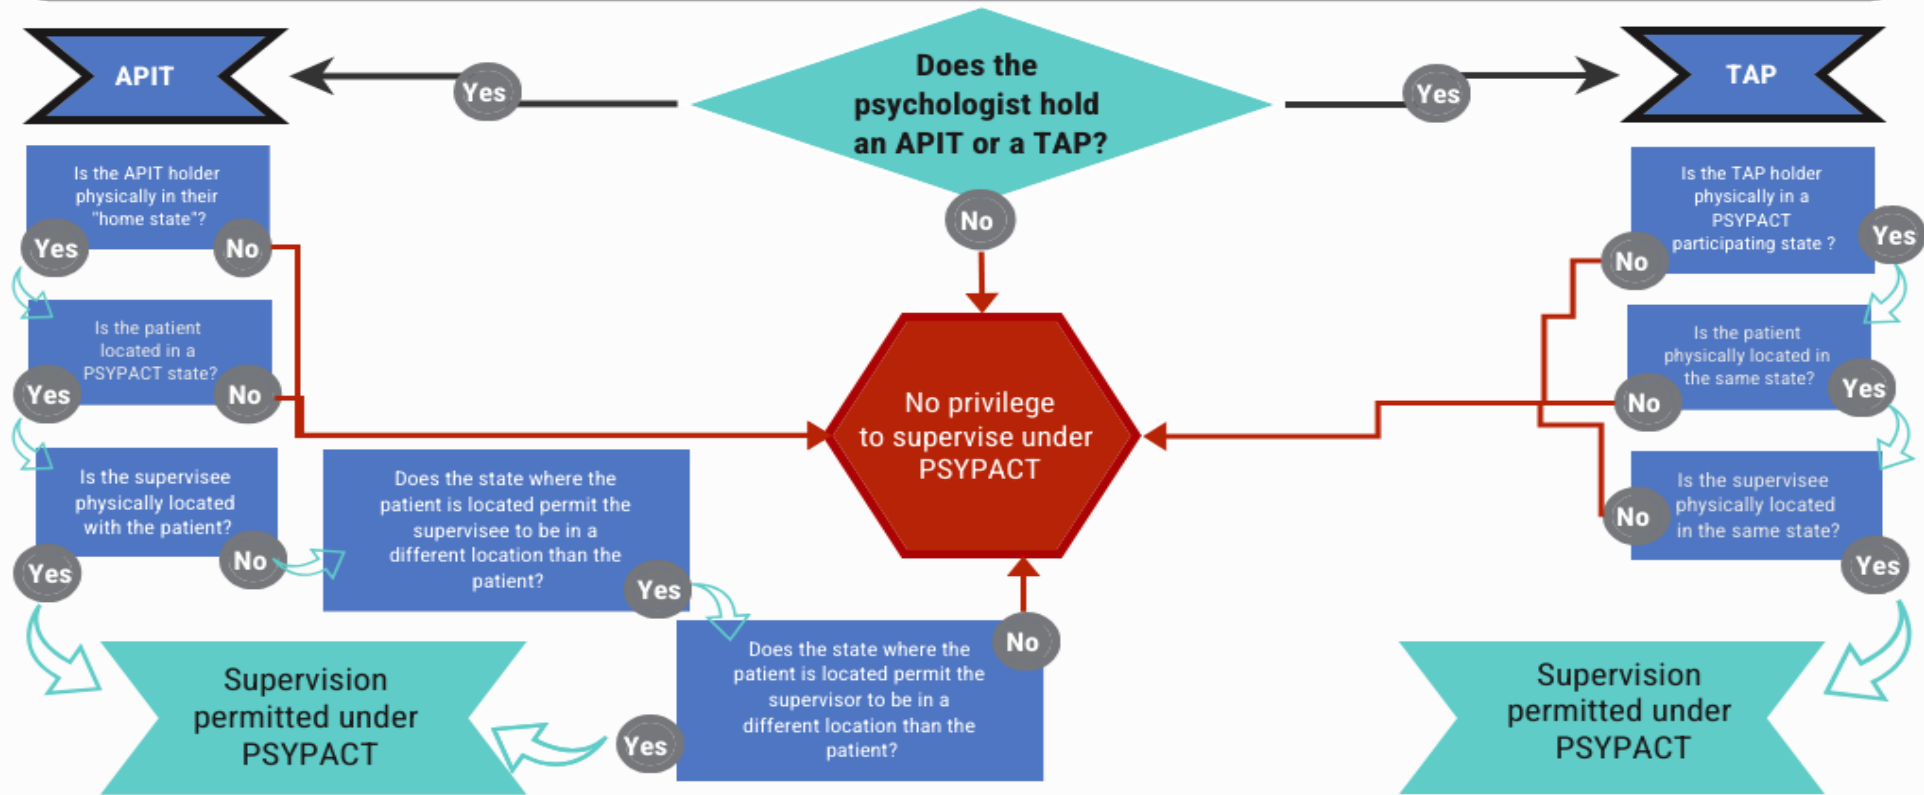 Does the
psychologist hold
an APIT or a TAP?
Yes
Yes
No
APIT
Is the APIT holder
physically in their
"home state"?
Yes
No
Is the patient
located in a
PSYPACT state?
Yes
No
Is the supervisee
physically located
with the patient?
Yes
No
Does the state where the
patient is located permit the
supervisee to be in a
different location than the
patient?
Yes
Does the state where the
patient is located permit the
supervisor to be in a
different location than the
patient?
No
Yes
Supervision
permitted under
PSYPACT
No privilege
to supervise under
PSYPACT
TAP
Is the TAP holder
physically in a
PSYPACT
participating state ?
No
Yes
Is the patient
physically located in
the same state?
No
Yes
Is the supervisee
physically located
in the same state?
No
Yes
Supervision
permitted under
PSYPACT